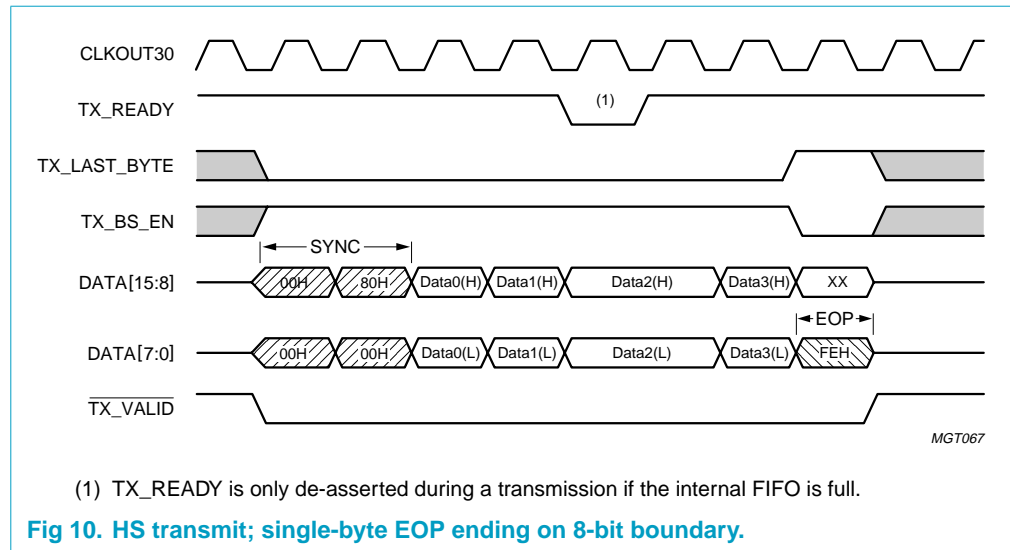 CLKOUT30
TX_READY
(1)
TX_LAST_BYTE
TX_BS_EN
SYNC
DATA[15:8]
00H 80H Data0(H) Data1(H) Data2(H) Data3(H) XX
EOP
DATA[7:0]
00H 00H Data0(L) Data1(L) Data2(L) Data3(L) FEH
TX_VALID
MGT067
(1) TX_READY is only de-asserted during a transmission if the internal FIFO is full.
Fig 10. HS transmit; single-byte EOP ending on 8-bit boundary.